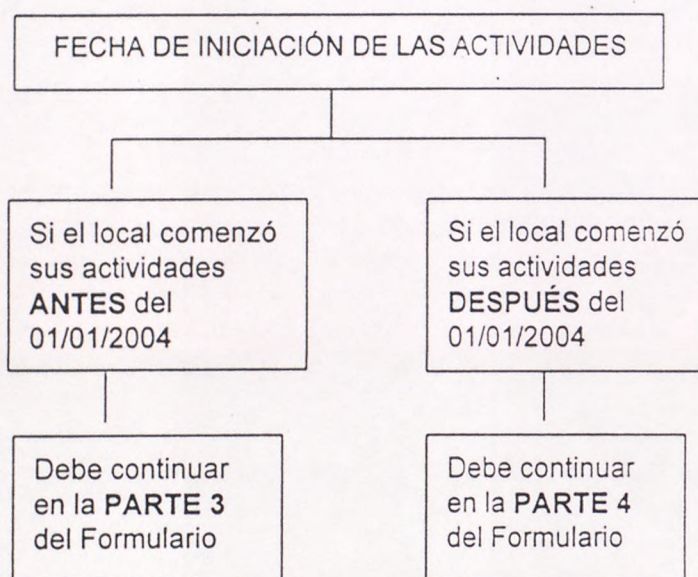 FECHA DE INICIACIÓN DE LAS ACTIVIDADES
Si el local comenzó
sus actividades
ANTES del
01/01/2004
Si el local comenzó
sus actividades
DESPUÉS del
01/01/2004
Debe continuar
en la PARTE 3
del Formulario
Debe continuar
en la PARTE 4
del Formulario